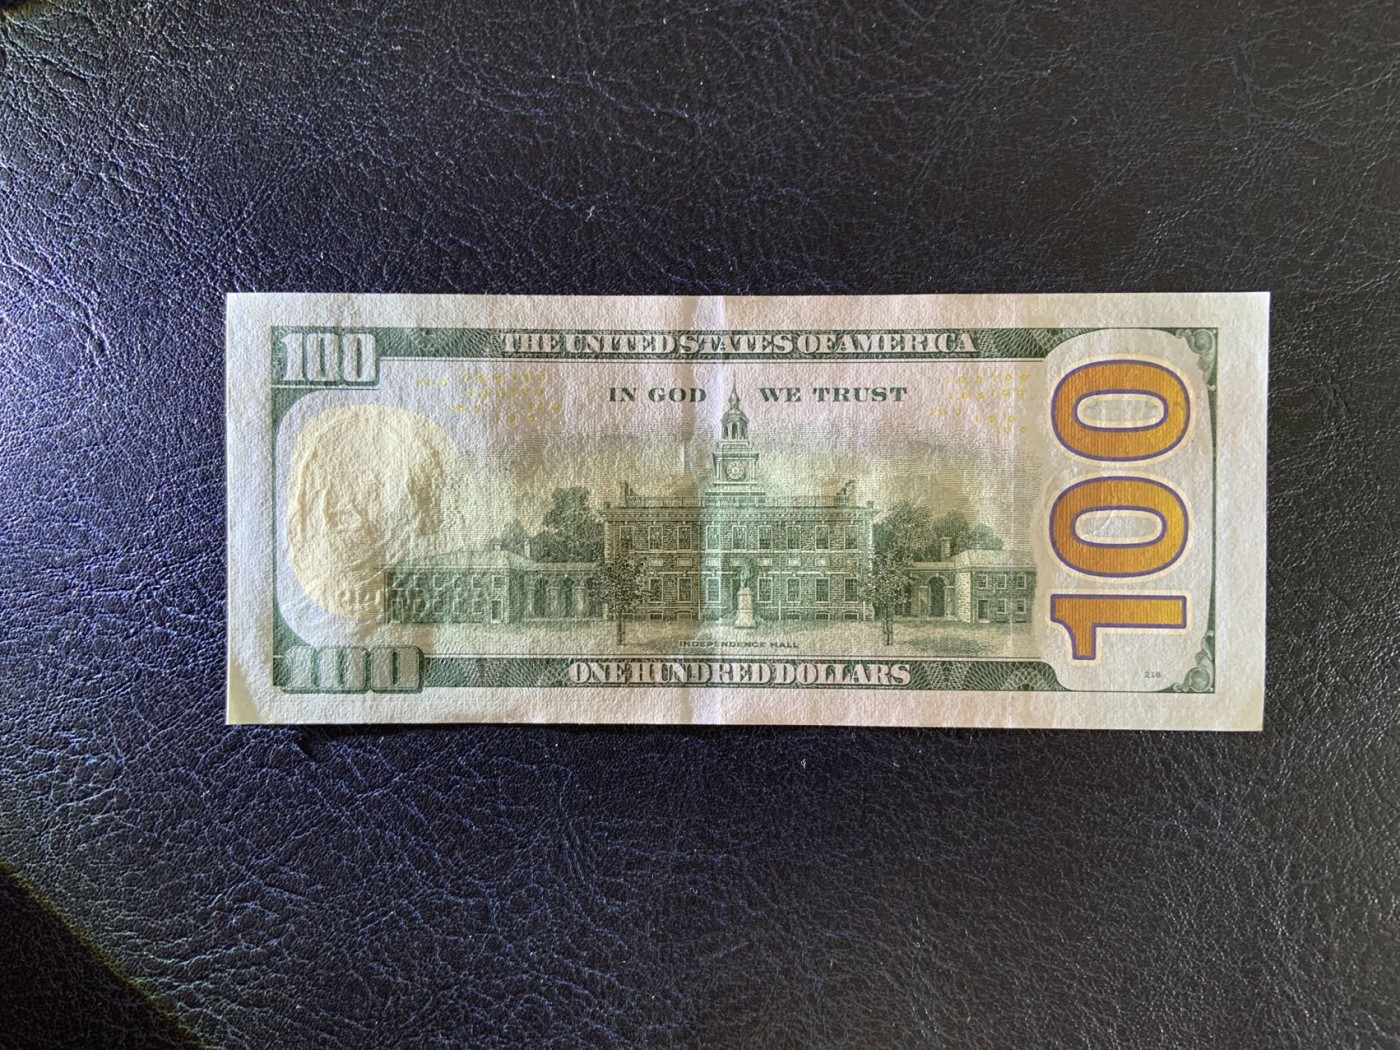 100
THE UNITED STATES OF AMERICA
IN GOD WE TRUST
100
INDEPENDENCE HALL
100
ONE HUNDRED DOLLARS